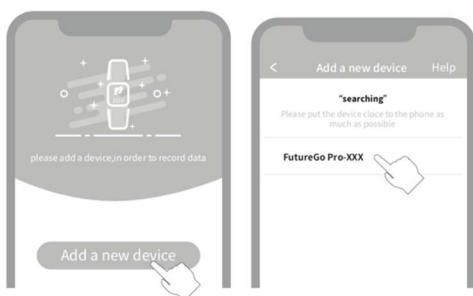 please add a device,in order to record data
Add a new device
<
Add a new device
Help
"searching"
Please put the device cloce to the phone as
much as possible
FutureGo Pro-XXX